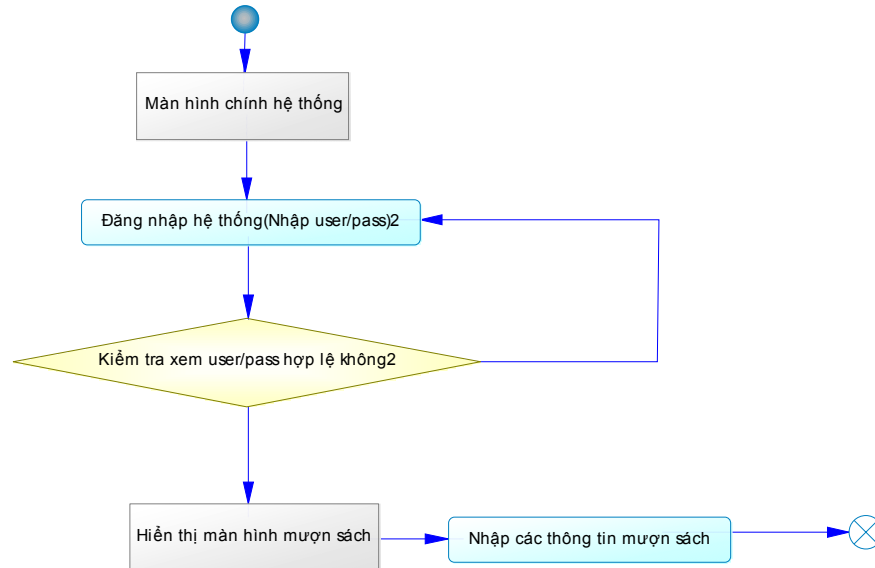 Màn hình chính hệ thống
Đăng nhập hệ thống(Nhập user/pass)2
Kiểm tra xem user/pass hợp lệ không2
Hiển thị màn hình mượn sách
Nhập các thông tin mượn sách